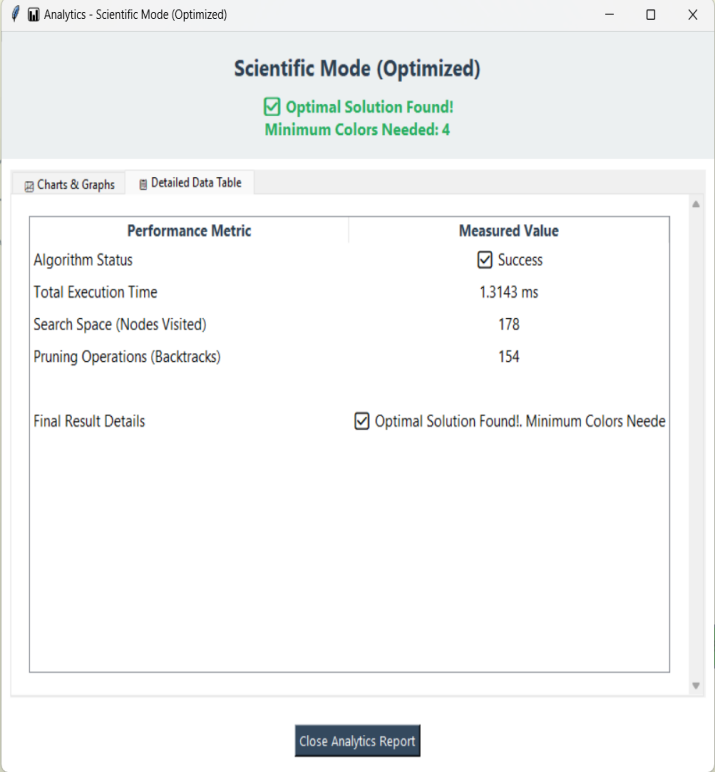 Analytics - Scientific Mode (Optimized)
Scientific Mode (Optimized)
Optimal Solution Found!
Minimum Colors Needed: 4
Charts & Graphs Detailed Data Table
Performance Metric Measured Value
Algorithm Status Success
Total Execution Time 1.3143 ms
Search Space (Nodes Visited) 178
Pruning Operations (Backtracks) 154
Final Result Details Optimal Solution Found!. Minimum Colors Neede
Close Analytics Report